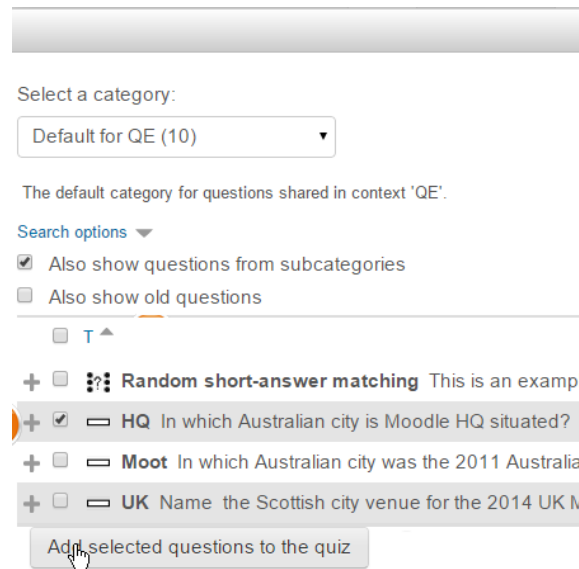 Select a category:
Default for QE (10)
The default category for questions shared in context 'QE'.
Search options
Also show questions from subcategories
Also show old questions
T
Random short-answer matching This is an examp
HQ In which Australian city is Moodle HQ situated?
Moot In which Australian city was the 2011 Australia
UK Name the Scottish city venue for the 2014 UK M
Add selected questions to the quiz